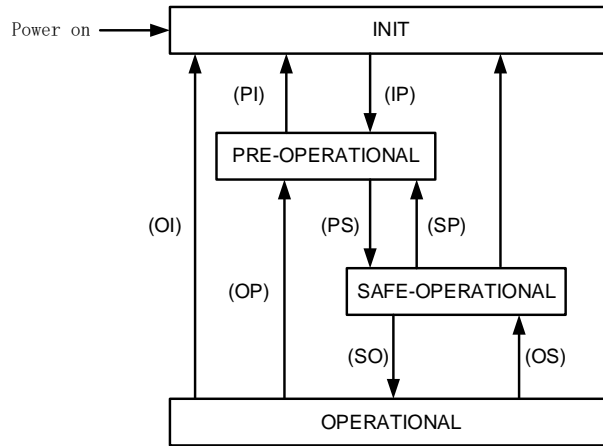 Power on
INIT
(PI)
(IP)
PRE-OPERATIONAL
(OI)
(PS)
(SP)
(OP)
SAFE-OPERATIONAL
(SO)
(OS)
OPERATIONAL